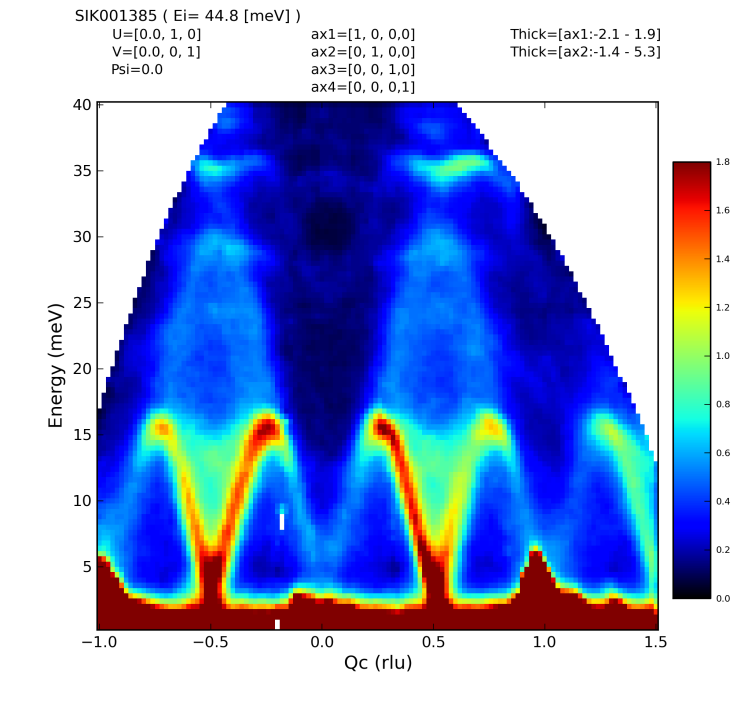 SIK001385 ( Ei= 44.8 [meV] )
U=[0.0, 1, 0] ax1=[1, 0, 0,0] Thick=[ax1:-2.1 - 1.9]
V=[0.0, 0, 1] ax2=[0, 1, 0,0] Thick=[ax2:-1.4 - 5.3]
Psi=0.0 ax3=[0, 0, 1,0]
ax4=[0, 0, 0,1]
40
35
30
25
20
15
10
5
Energy (meV)
−1.0 −0.5 0.0 0.5 1.0 1.5
Qc (rlu)
1.8
1.6
1.4
1.2
1.0
0.8
0.6
0.4
0.2
0.0